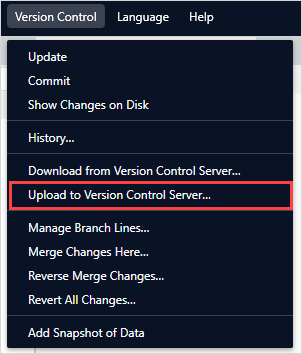 Version Control Language Help
Update
Commit
Show Changes on Disk
History...
Download from Version Control Server...
Upload to Version Control Server...
Manage Branch Lines...
Merge Changes Here...
Reverse Merge Changes...
Revert All Changes...
Add Snapshot of Data